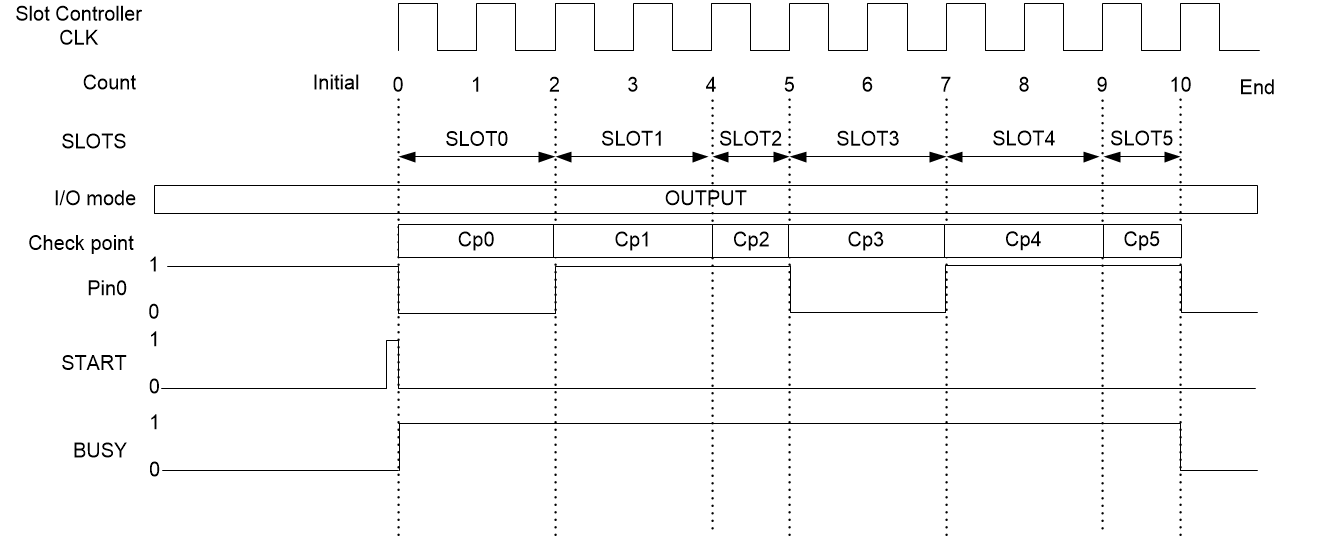 Slot Controller
CLK
Count Initial 0 1 2 3 4 5 6 7 8 9 10 End
SLOTS SLOT0 SLOT1 SLOT2 SLOT3 SLOT4 SLOT5
I/O mode OUTPUT
Check point Cp0 Cp1 Cp2 Cp3 Cp4 Cp5
1
Pin0
0
1
START
0
1
BUSY
0